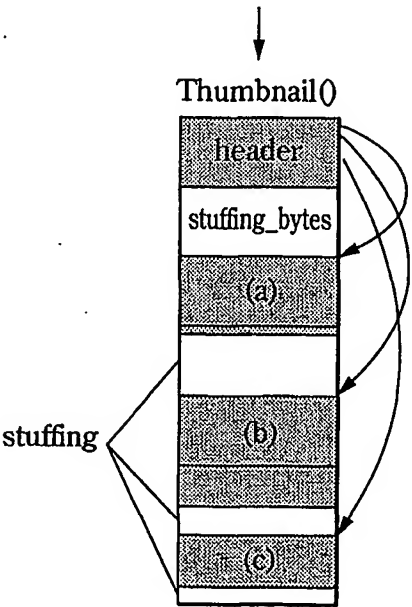 Thumbnail()
header
stuffing_bytes
(a)
stuffing
(b)
(c)